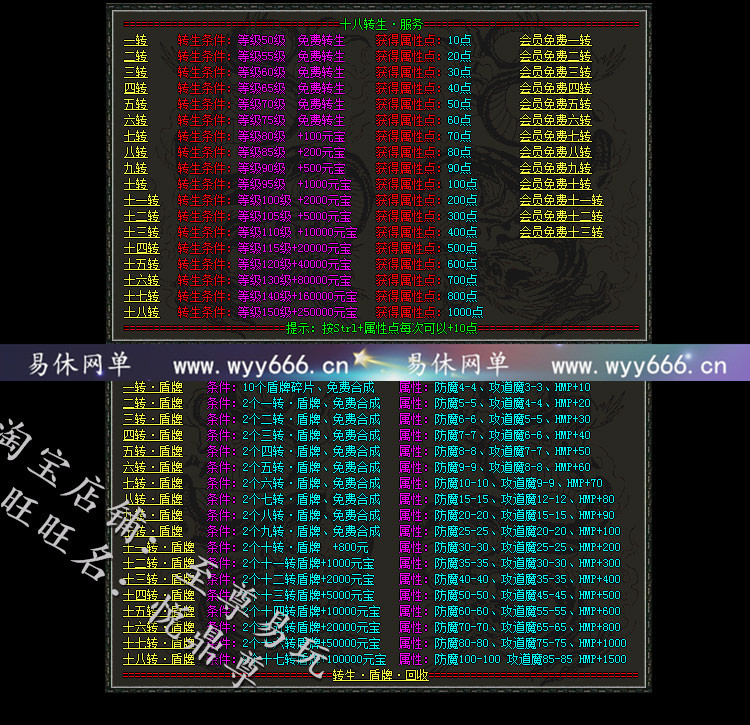 十八转生·服务
一转 转生条件: 等级50级 免费转生 获得属性点: 10点 会员免费一转
二转 转生条件: 等级55级 免费转生 获得属性点: 20点 会员免费二转
三转 转生条件: 等级60级 免费转生 获得属性点: 30点 会员免费三转
四转 转生条件: 等级65级 免费转生 获得属性点: 40点 会员免费四转
五转 转生条件: 等级70级 免费转生 获得属性点: 50点 会员免费五转
六转 转生条件: 等级75级 免费转生 获得属性点: 60点 会员免费六转
七转 转生条件: 等级80级 +100元宝 获得属性点: 70点 会员免费七转
八转 转生条件: 等级85级 +200元宝 获得属性点: 80点 会员免费八转
九转 转生条件: 等级90级 +500元宝 获得属性点: 90点 会员免费九转
十转 转生条件: 等级95级 +1000元宝 获得属性点: 100点 会员免费十转
十一转 转生条件: 等级100级 +2000元宝 获得属性点: 200点 会员免费十一转
十二转 转生条件: 等级105级 +5000元宝 获得属性点: 300点 会员免费十二转
十三转 转生条件: 等级110级 +10000元宝 获得属性点: 400点 会员免费十三转
十四转 转生条件: 等级115级+20000元宝 获得属性点: 500点
十五转 转生条件: 等级120级+40000元宝 获得属性点: 600点
十六转 转生条件: 等级130级+80000元宝 获得属性点: 700点
十七转 转生条件: 等级140级+160000元宝 获得属性点: 800点
十八转 转生条件: 等级150级+250000元宝 获得属性点: 1000点
提示: 按Strl+属性点每次可以+10点
易休网单 www.wyy666.cn 易休网单 www.wyy666.cn
一转·盾牌 条件: 10个盾牌碎片、免费合成 属性: 防魔4-4、攻道魔3-3、HMP+10
二转·盾牌 条件: 2个一转·盾牌、免费合成 属性: 防魔5-5、攻道魔4-4、HMP+20
三转·盾牌 条件: 2个二转·盾牌、免费合成 属性: 防魔6-6、攻道魔5-5、HMP+30
四转·盾牌 条件: 2个三转·盾牌、免费合成 属性: 防魔7-7、攻道魔6-6、HMP+40
五转·盾牌 条件: 2个四转·盾牌、免费合成 属性: 防魔8-8、攻道魔7-7、HMP+50
六转·盾牌 条件: 2个五转·盾牌、免费合成 属性: 防魔9-9、攻道魔8-8、HMP+60
七转·盾牌 条件: 2个六转·盾牌、免费合成 属性: 防魔10-10、攻道魔9-9、HMP+70
八转·盾牌 条件: 2个七转·盾牌、免费合成 属性: 防魔15-15、攻道魔12-12、HMP+80
九转·盾牌 条件: 2个八转·盾牌、免费合成 属性: 防魔20-20、攻道魔15-15、HMP+90
十转·盾牌 条件: 2个九转·盾牌、免费合成 属性: 防魔25-25、攻道魔20-20、HMP+100
十一转·盾牌 条件: 2个十转·盾牌 +800元 属性: 防魔30-30、攻道魔25-25、HMP+200
十二转·盾牌 条件: 2个十一转盾牌+1000元宝 属性: 防魔35-35、攻道魔30-30、HMP+300
十三转·盾牌 条件: 2个十二转盾牌+2000元宝 属性: 防魔40-40、攻道魔35-35、HMP+400
十四转·盾牌 条件: 2个十三转盾牌+5000元宝 属性: 防魔50-50、攻道魔45-45、HMP+500
十五转·盾牌 条件: 2个十四转盾牌+10000元宝 属性: 防魔60-60、攻道魔55-55、HMP+600
十六转·盾牌 条件: 2个十五转盾牌+20000元宝 属性: 防魔70-70、攻道魔65-65、HMP+800
十七转·盾牌 条件: 2个十六转盾牌+50000元宝 属性: 防魔80-80、攻道魔75-75、HMP+1000
十八转·盾牌 条件: 2个十七转盾牌+100000元宝 属性: 防魔100-100 攻道魔85-85 HMP+1500
转生·盾牌·回收
淘宝店铺：至尊易玩
旺旺名：悦鼎尊